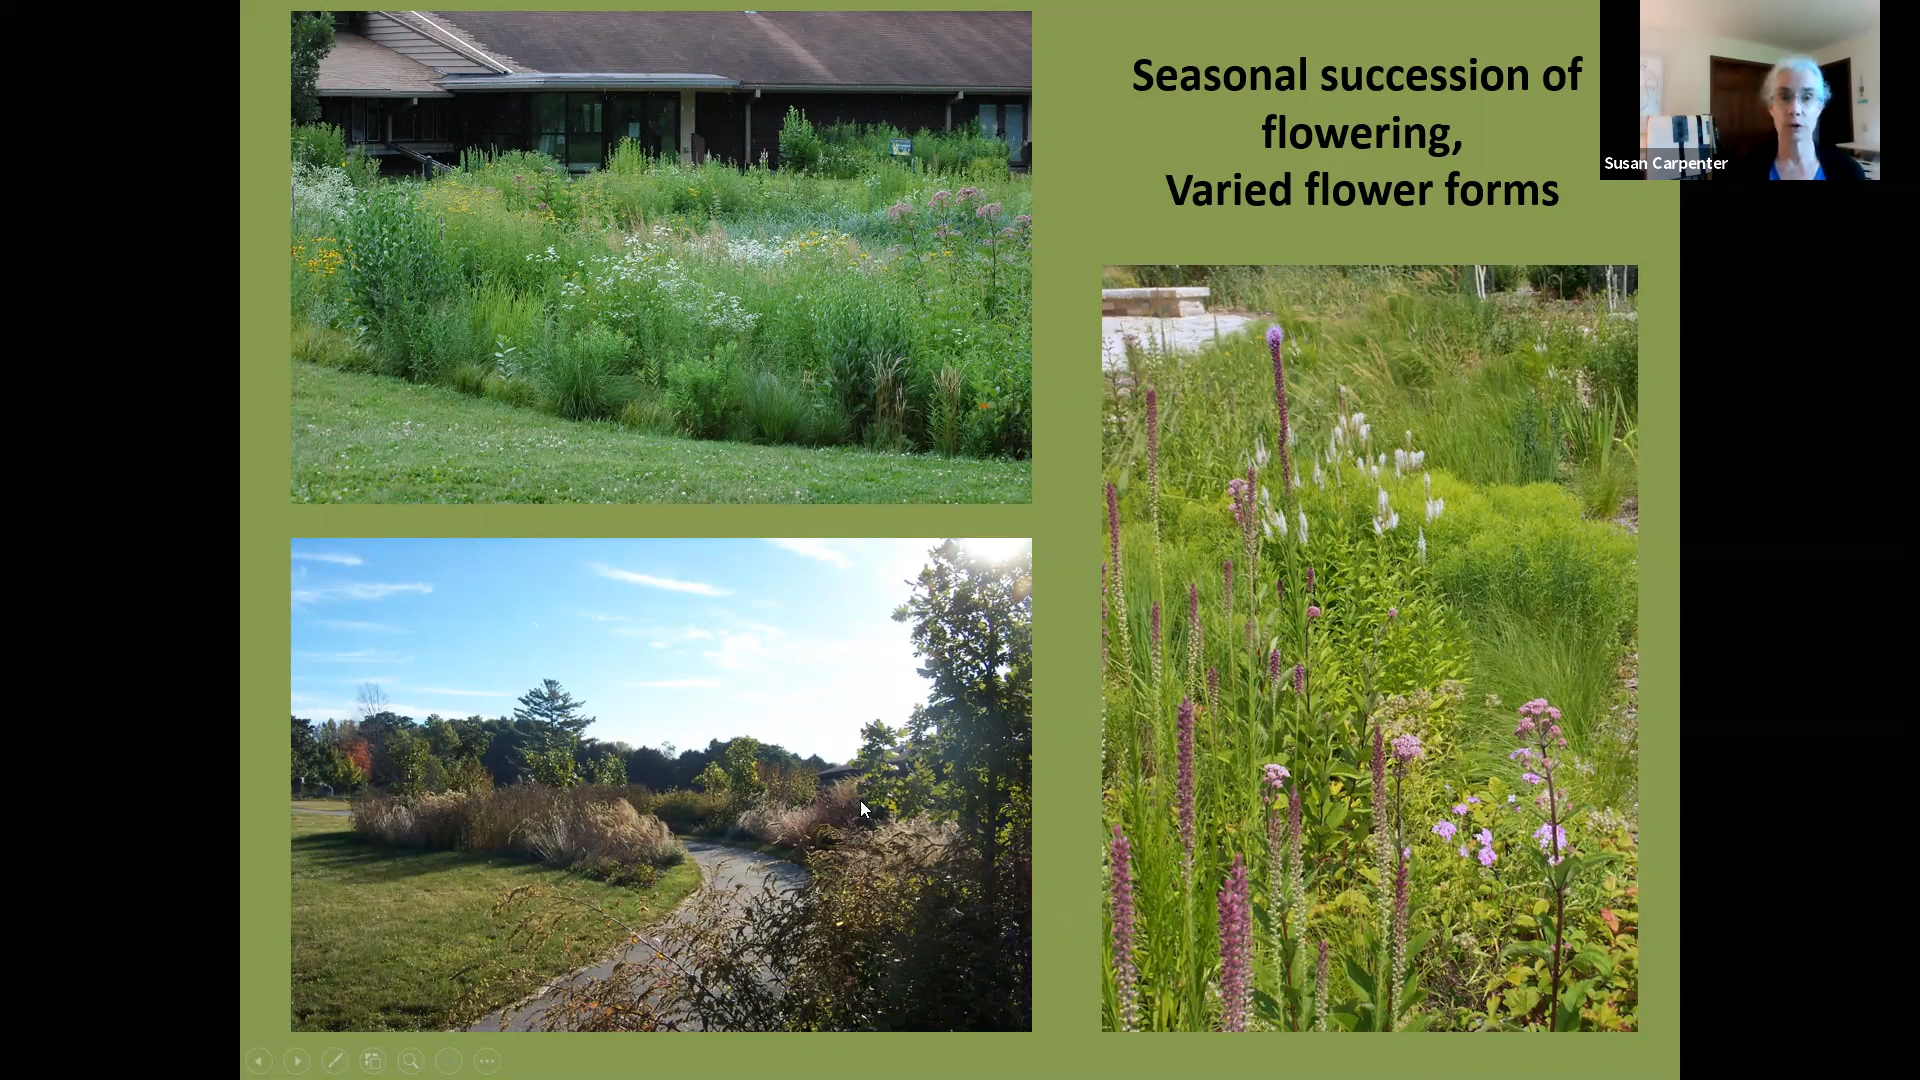 Seasonal succession of
flowering,
Varied flower forms
Susan Carpenter